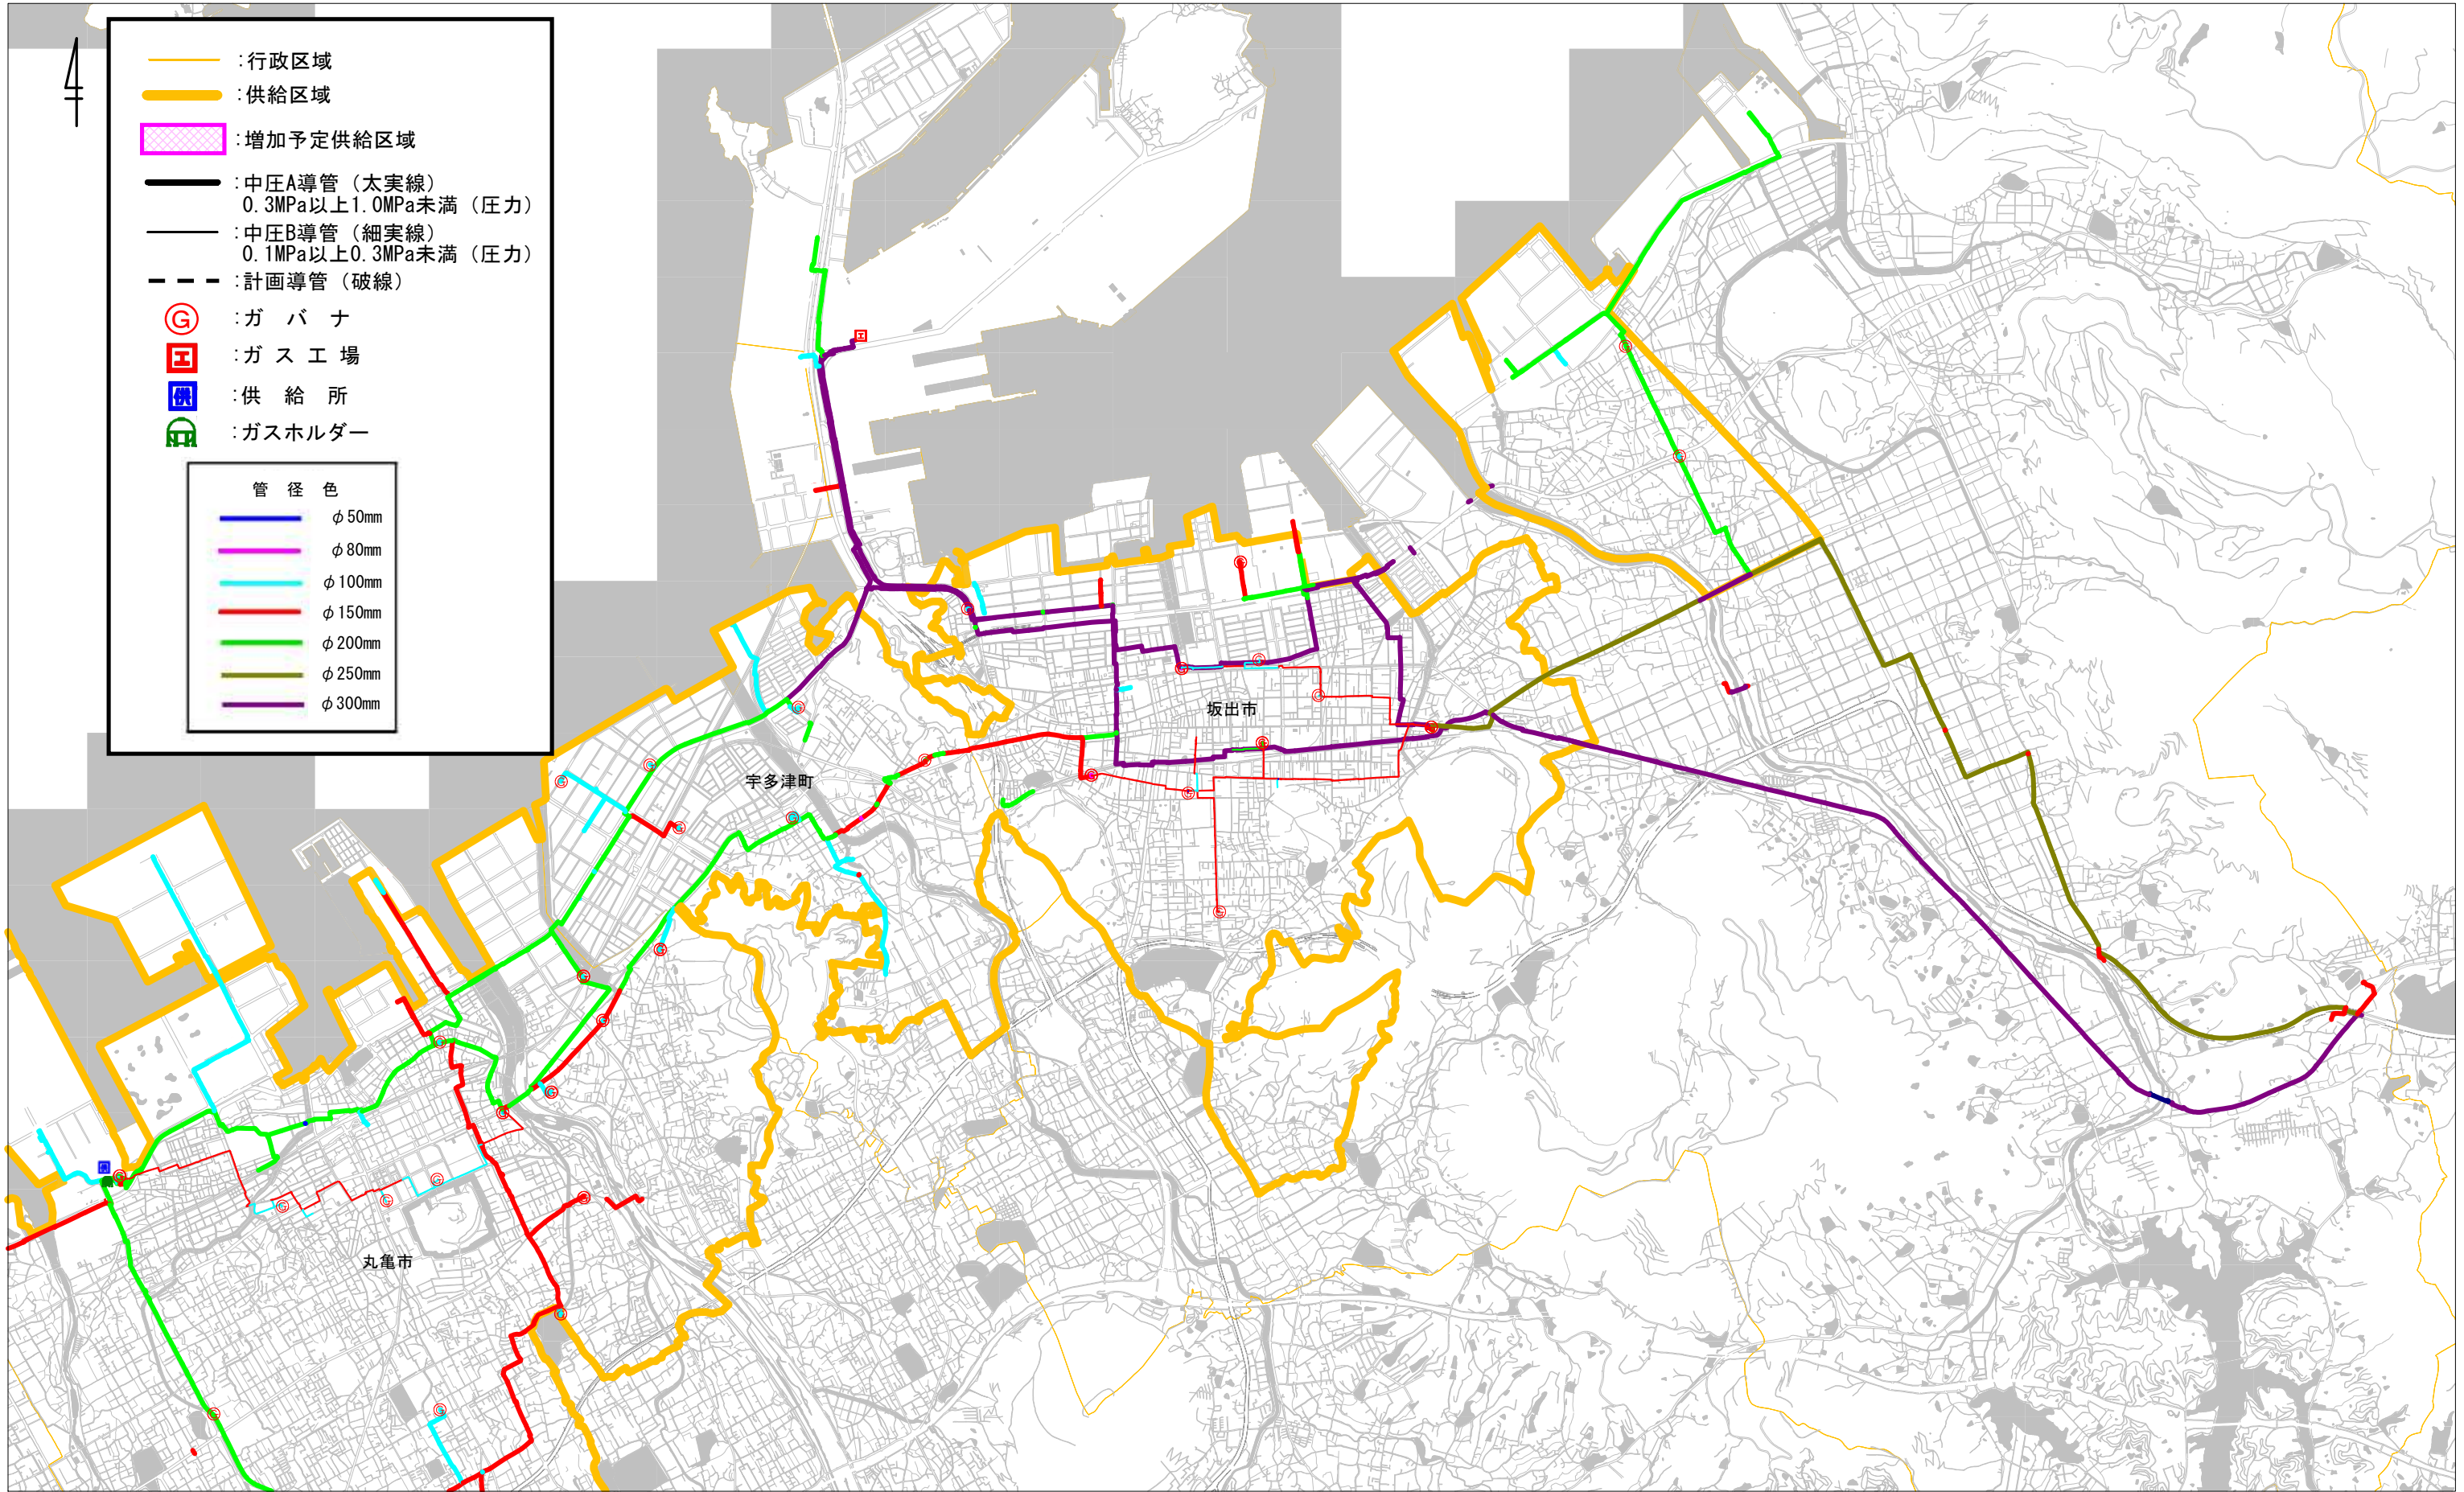 :行政区域
:供給区域
:増加予定供給区域
:中圧A導管（太実線）
0.3MPa以上1.0MPa未満（圧力）
:中圧B導管（細実線）
0.1MPa以上0.3MPa未満（圧力）
:計画導管（破線）
G :ガ バ ナ
工 :ガ ス 工 場
供 :供 給 所
:ガスホルダー
管 径 色
φ50mm
φ80mm
φ100mm
φ150mm
φ200mm
φ250mm
φ300mm
坂出市
宇多津町
丸亀市